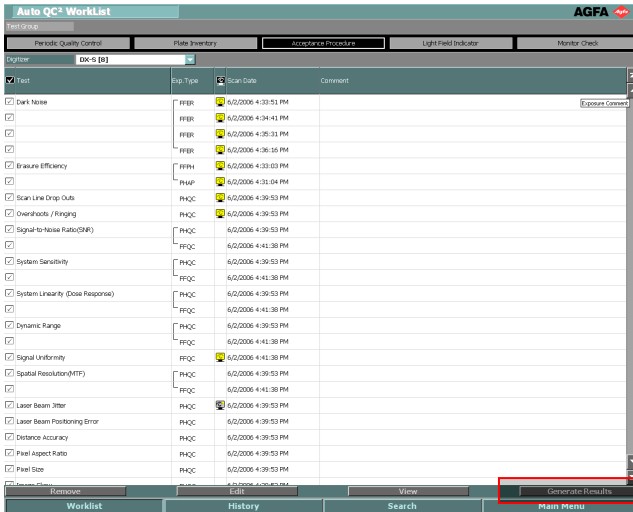 Auto QC² WorkList
AGFA Agfa
Test Group
Periodic Quality Control Plate Inventory Acceptance Procedure Light Field Indicator Monitor Check
Digitizer DX-S [B]
Test Exp.Type Scan Date Comment
Dark Noise FFER 6/2/2006 4:33:51 PM Exposure Comment
FFER 6/2/2006 4:34:41 PM
FFER 6/2/2006 4:35:31 PM
FFER 6/2/2006 4:36:16 PM
Erasure Efficiency FFPH 6/2/2006 4:33:03 PM
PHAP 6/2/2006 4:31:04 PM
Scan Line Drop Outs PHQC 6/2/2006 4:39:53 PM
Overshoots / Ringing PHQC 6/2/2006 4:39:53 PM
Signal-to-Noise Ratio(SNR) PHQC 6/2/2006 4:39:53 PM
FFQC 6/2/2006 4:41:38 PM
System Sensitivity PHQC 6/2/2006 4:39:53 PM
FFQC 6/2/2006 4:41:38 PM
System Linearity (Dose Response) PHQC 6/2/2006 4:39:53 PM
FFQC 6/2/2006 4:41:38 PM
Dynamic Range PHQC 6/2/2006 4:39:53 PM
FFQC 6/2/2006 4:41:38 PM
Signal Uniformity FFQC 6/2/2006 4:41:38 PM
Spatial Resolution(MTF) PHQC 6/2/2006 4:39:53 PM
FFQC 6/2/2006 4:41:38 PM
Laser Beam Jitter PHQC 6/2/2006 4:39:53 PM
Laser Beam Positioning Error PHQC 6/2/2006 4:39:53 PM
Distance Accuracy PHQC 6/2/2006 4:39:53 PM
Pixel Aspect Ratio PHQC 6/2/2006 4:39:53 PM
Pixel Size PHQC 6/2/2006 4:39:53 PM
Remove Edit View Generate Results
Worklist History Search Main Menu